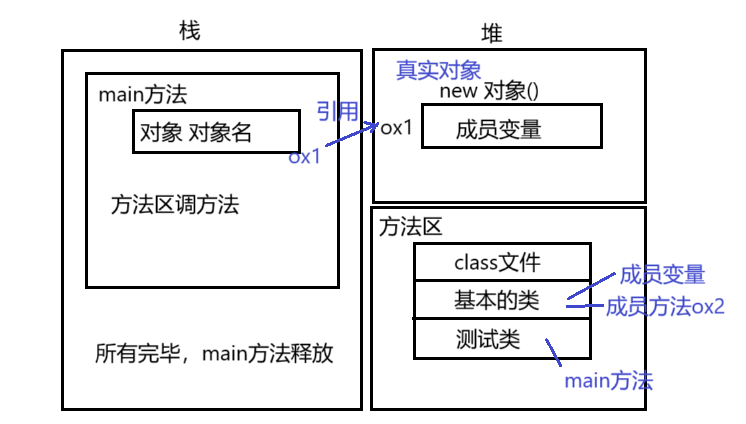 栈
main方法
对象 对象名
引用
ox1
方法区调方法
所有完毕，main方法释放
堆
真实对象
new 对象()
ox1
成员变量
方法区
class文件
基本的类
成员变量
成员方法ox2
测试类
main方法